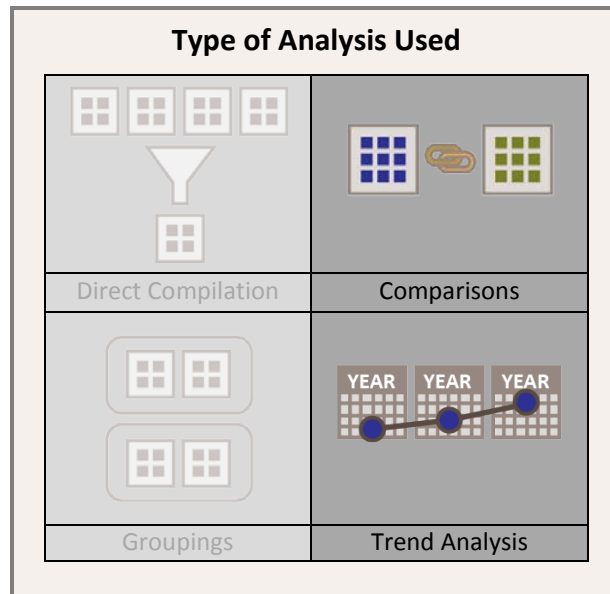 Type of Analysis Used
Direct Compilation
Comparisons
YEAR YEAR YEAR
Groupings
Trend Analysis